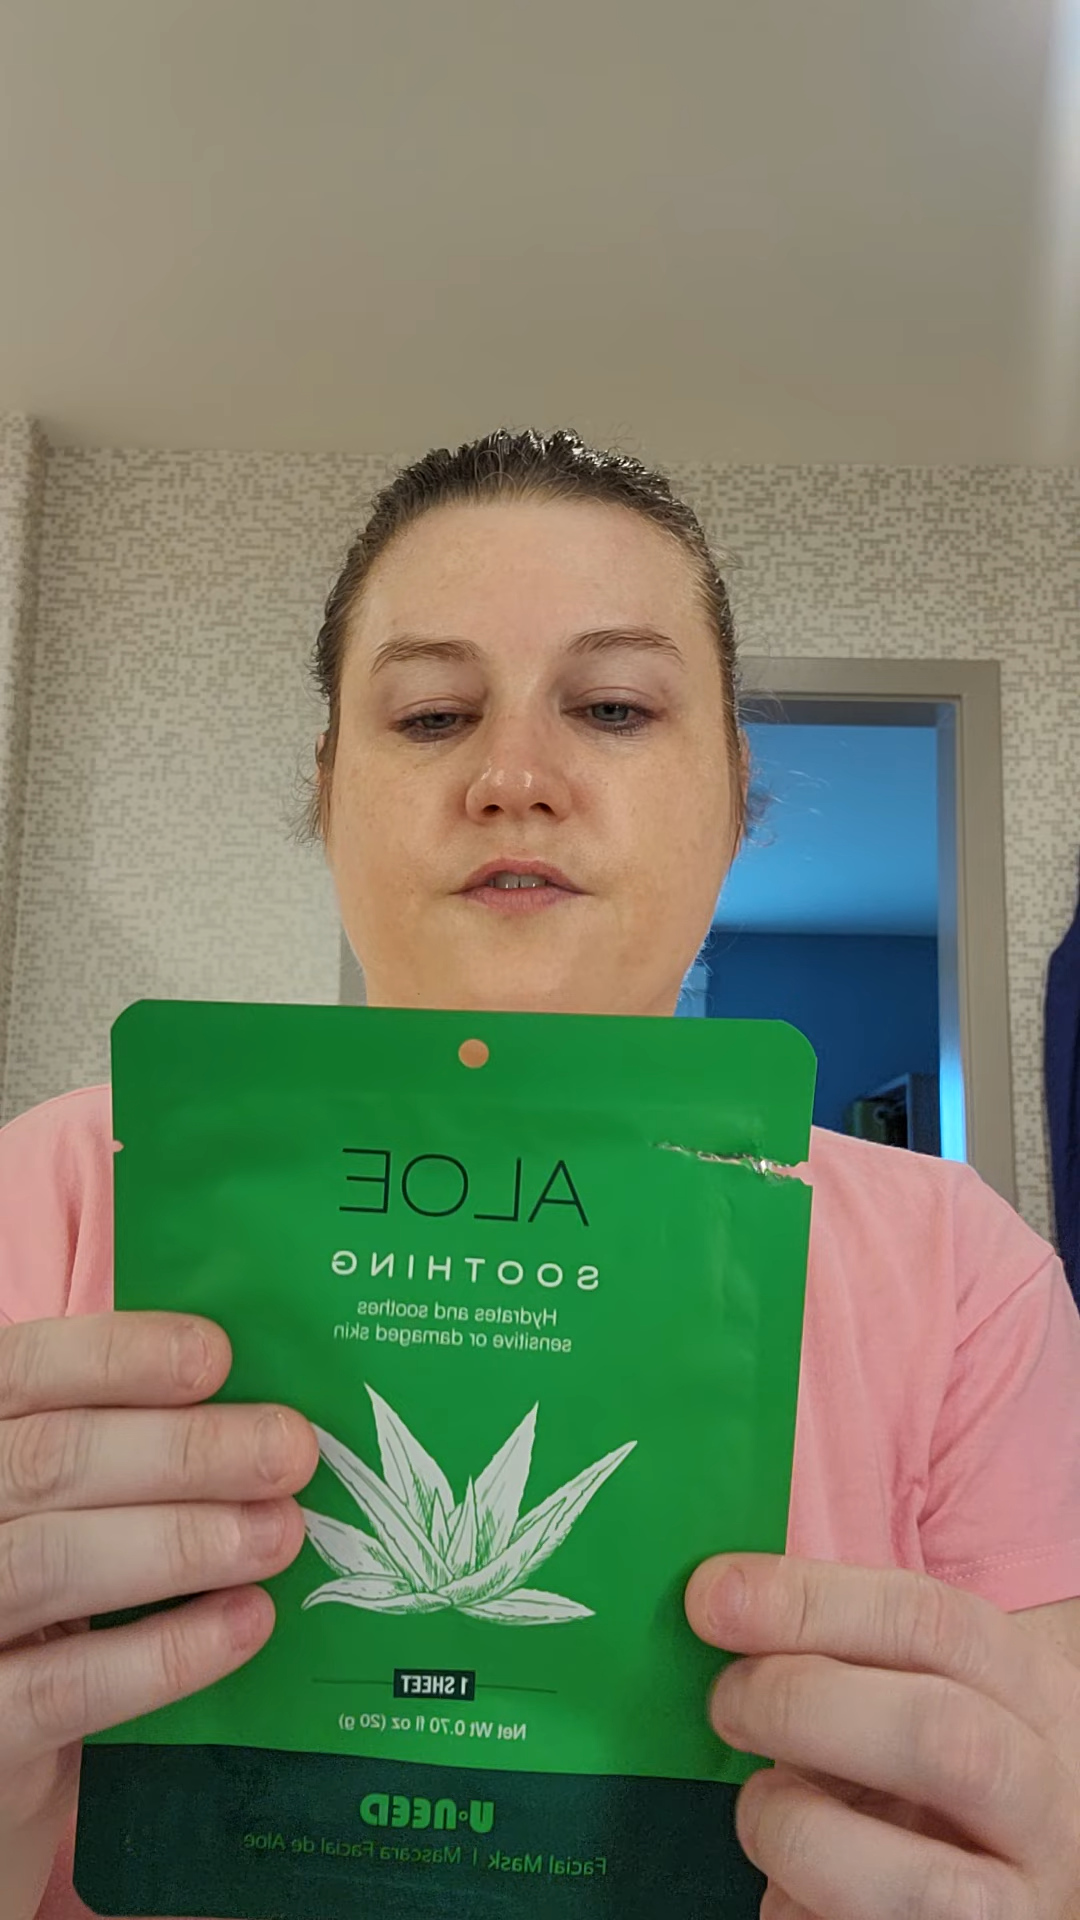 ALOE
SOOTHING
Hydrates and soothes
sensitive or damaged skin
1 SHEET
Net Wt 0.70 fl oz (20 g)
U•NEED
Facial Mask | Mascara Facial de Aloe